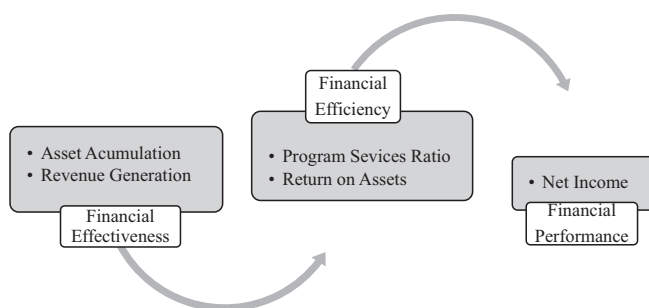 • Asset Acumulation
• Revenue Generation
Financial
Effectiveness
Financial
Efficiency
• Program Sevices Ratio
• Return on Assets
• Net Income
Financial
Performance